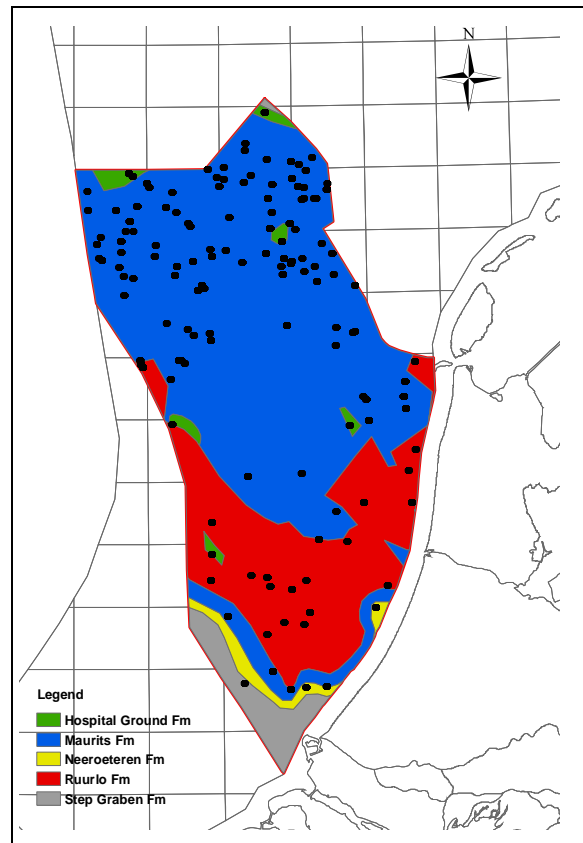 N
Legend
Hospital Ground Fm
Maurits Fm
Neeroeteren Fm
Ruurlo Fm
Step Graben Fm